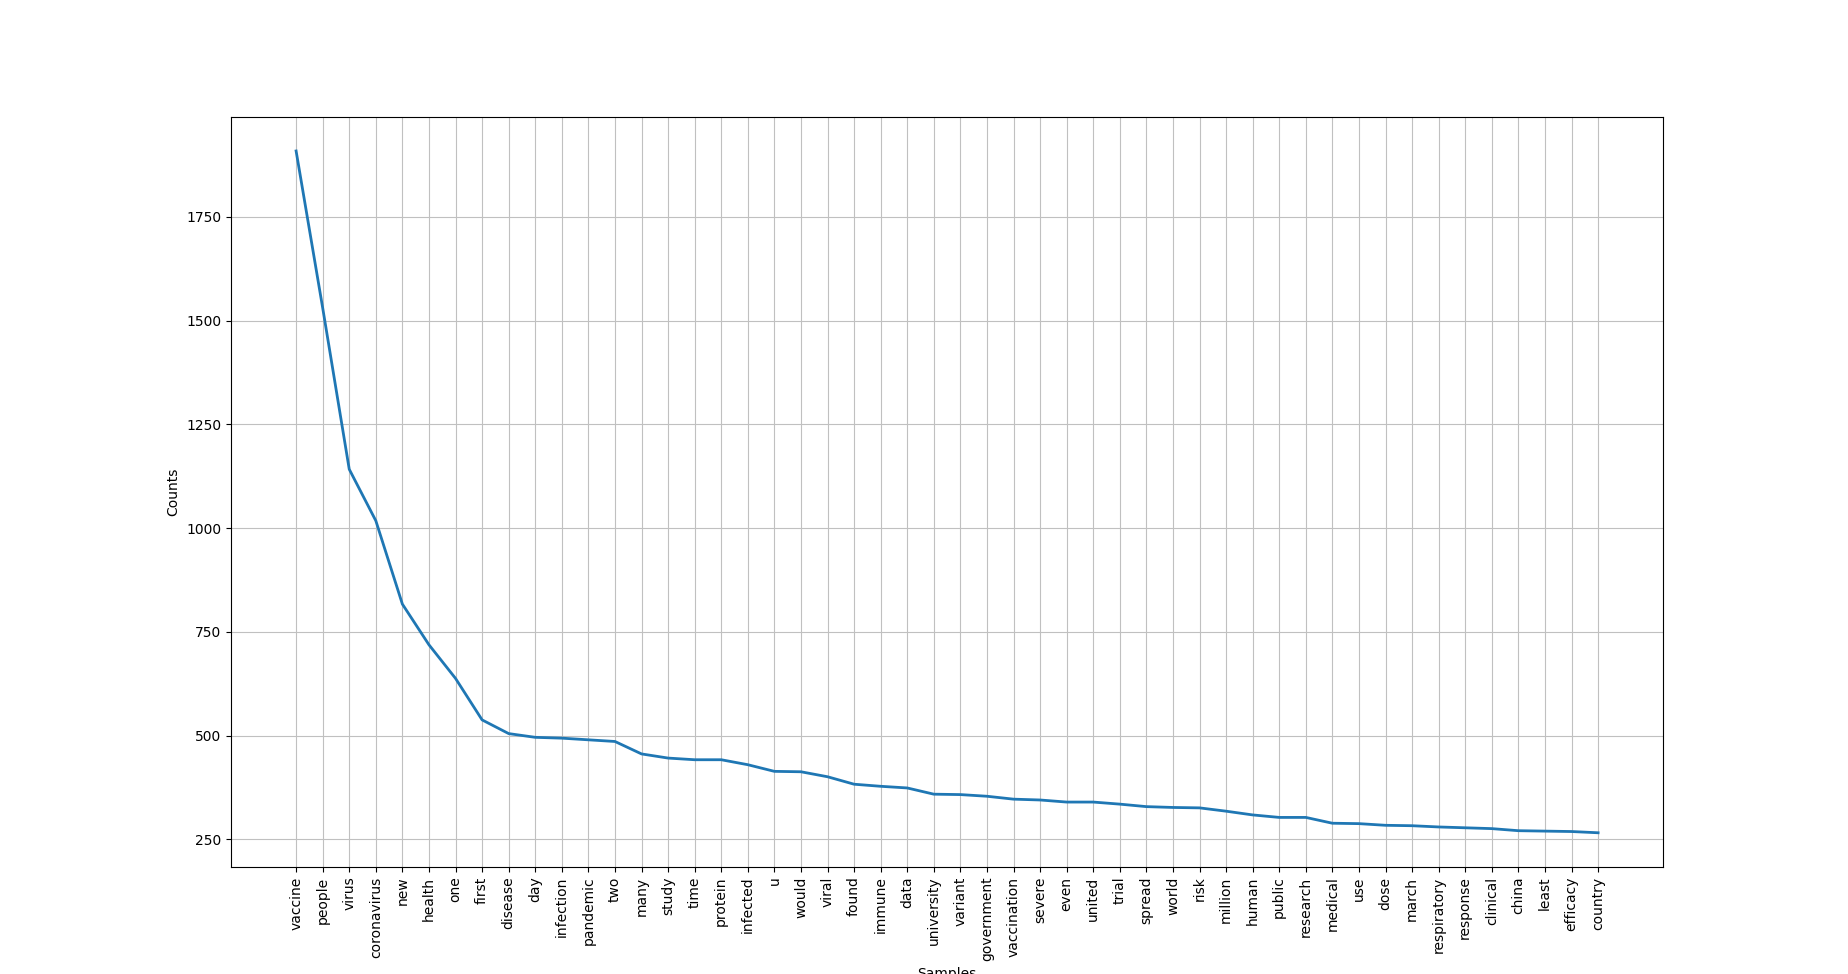 1750
1500
1250
1000
750
500
250
Counts
vaccine
people
virus
coronavirus
new
health
one
first
disease
day
infection
pandemic
two
many
study
time
protein
infected
u
would
viral
found
immune
data
university
variant
government
vaccination
severe
even
united
trial
spread
world
risk
million
human
public
research
medical
use
dose
march
respiratory
response
clinical
china
least
efficacy
country
Samples